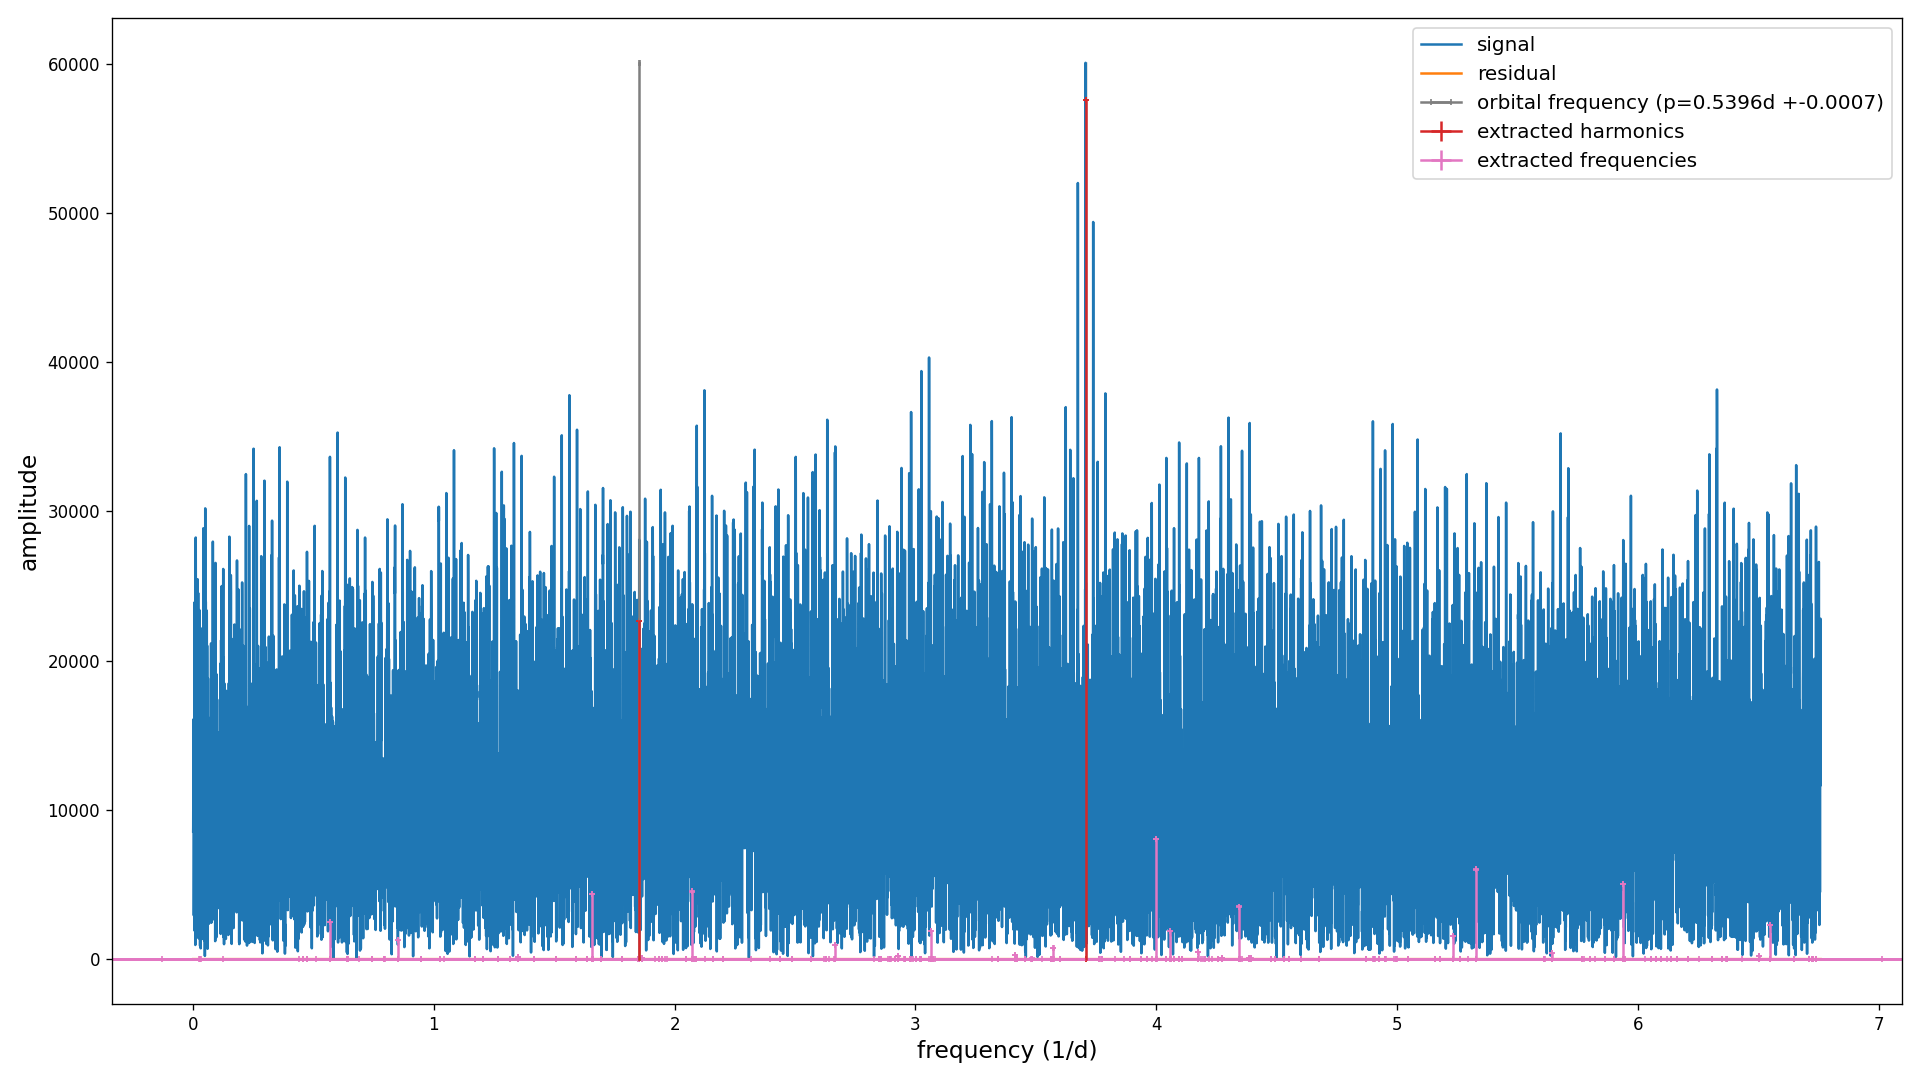 signal
residual
orbital frequency (p=0.5396d +-0.0007)
extracted harmonics
extracted frequencies
60000
50000
40000
30000
20000
10000
0
amplitude
0 1 2 3 4 5 6 7
frequency (1/d)